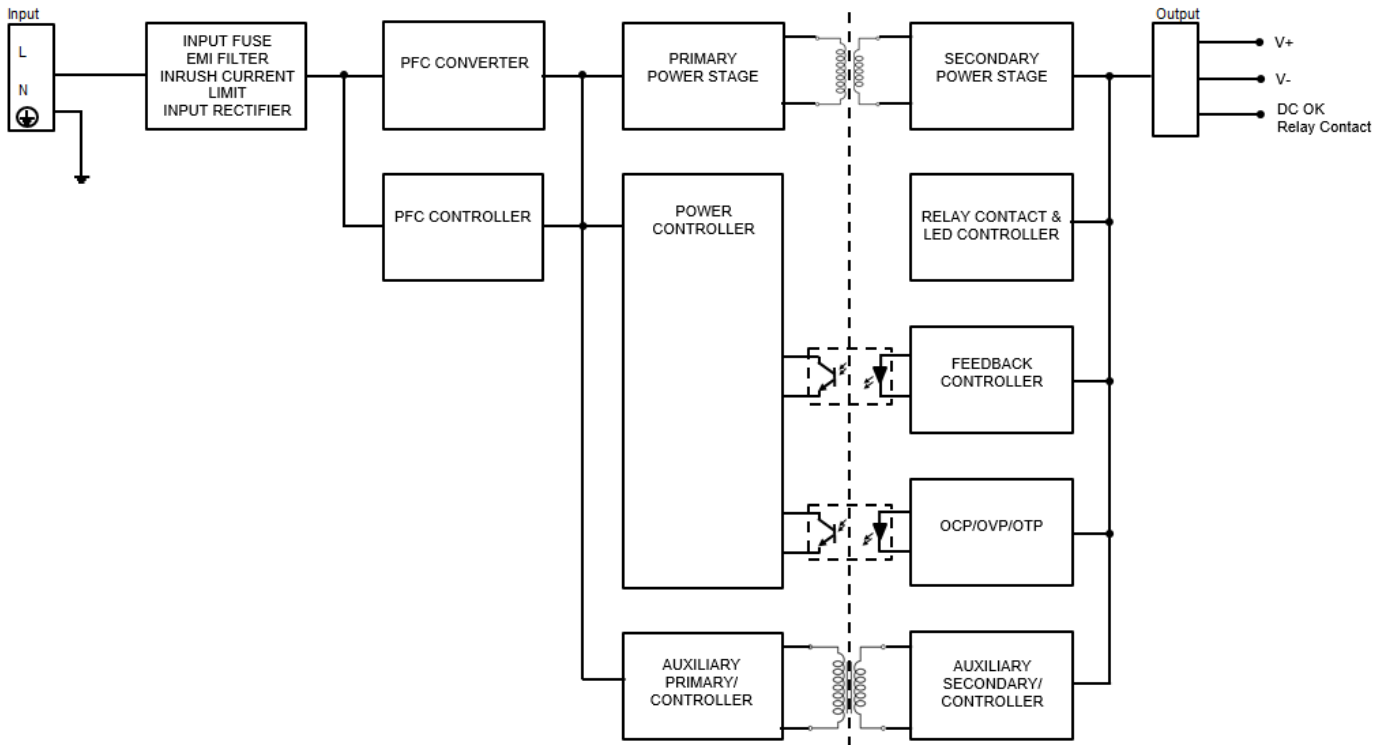 Input
L
N
INPUT FUSE
EMI FILTER
INRUSH CURRENT
LIMIT
INPUT RECTIFIER
PFC CONVERTER
PFC CONTROLLER
PRIMARY
POWER STAGE
SECONDARY
POWER STAGE
Output
V+
V-
DC OK
Relay Contact
POWER
CONTROLLER
RELAY CONTACT &
LED CONTROLLER
FEEDBACK
CONTROLLER
OCP/OVP/OTP
AUXILIARY
PRIMARY/
CONTROLLER
AUXILIARY
SECONDARY/
CONTROLLER